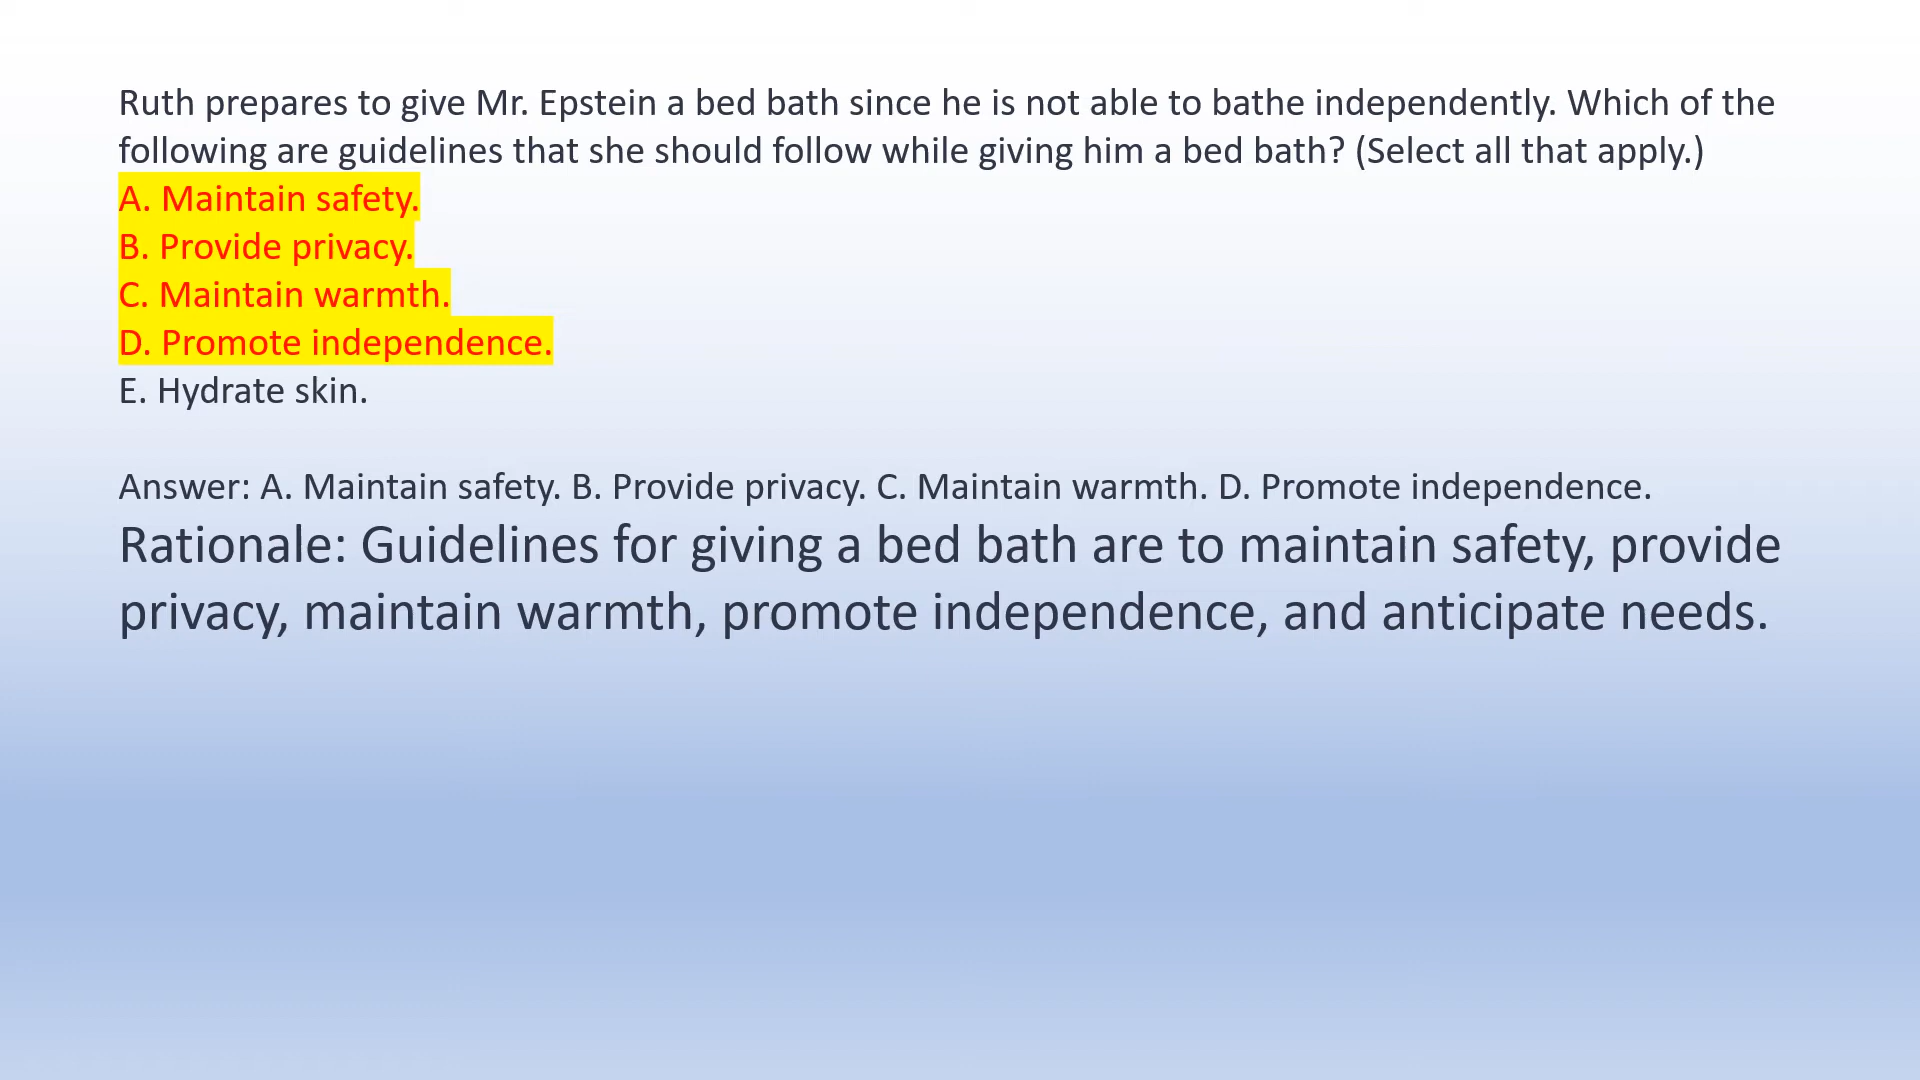 Ruth prepares to give Mr. Epstein a bed bath since he is not able to bathe independently. Which of the
following are guidelines that she should follow while giving him a bed bath? (Select all that apply.)
A. Maintain safety.
B. Provide privacy.
C. Maintain warmth.
D. Promote independence.
E. Hydrate skin.
Answer: A. Maintain safety. B. Provide privacy. C. Maintain warmth. D. Promote independence.
Rationale: Guidelines for giving a bed bath are to maintain safety, provide
privacy, maintain warmth, promote independence, and anticipate needs.